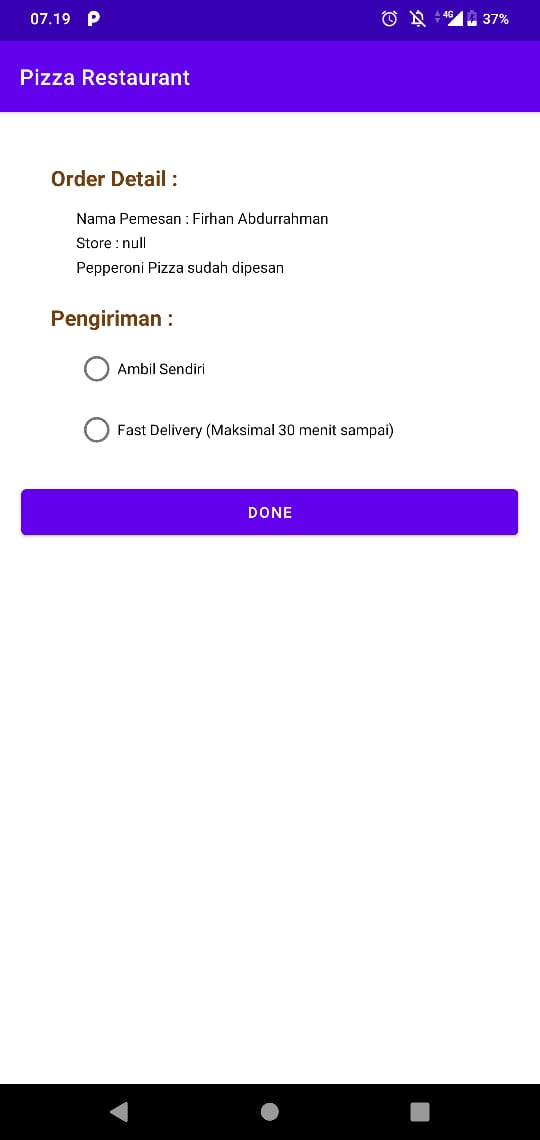 07.19 4G 37%
Pizza Restaurant
Order Detail :
Nama Pemesan : Firhan Abdurrahman
Store : null
Pepperoni Pizza sudah dipesan
Pengiriman :
Ambil Sendiri
Fast Delivery (Maksimal 30 menit sampai)
DONE